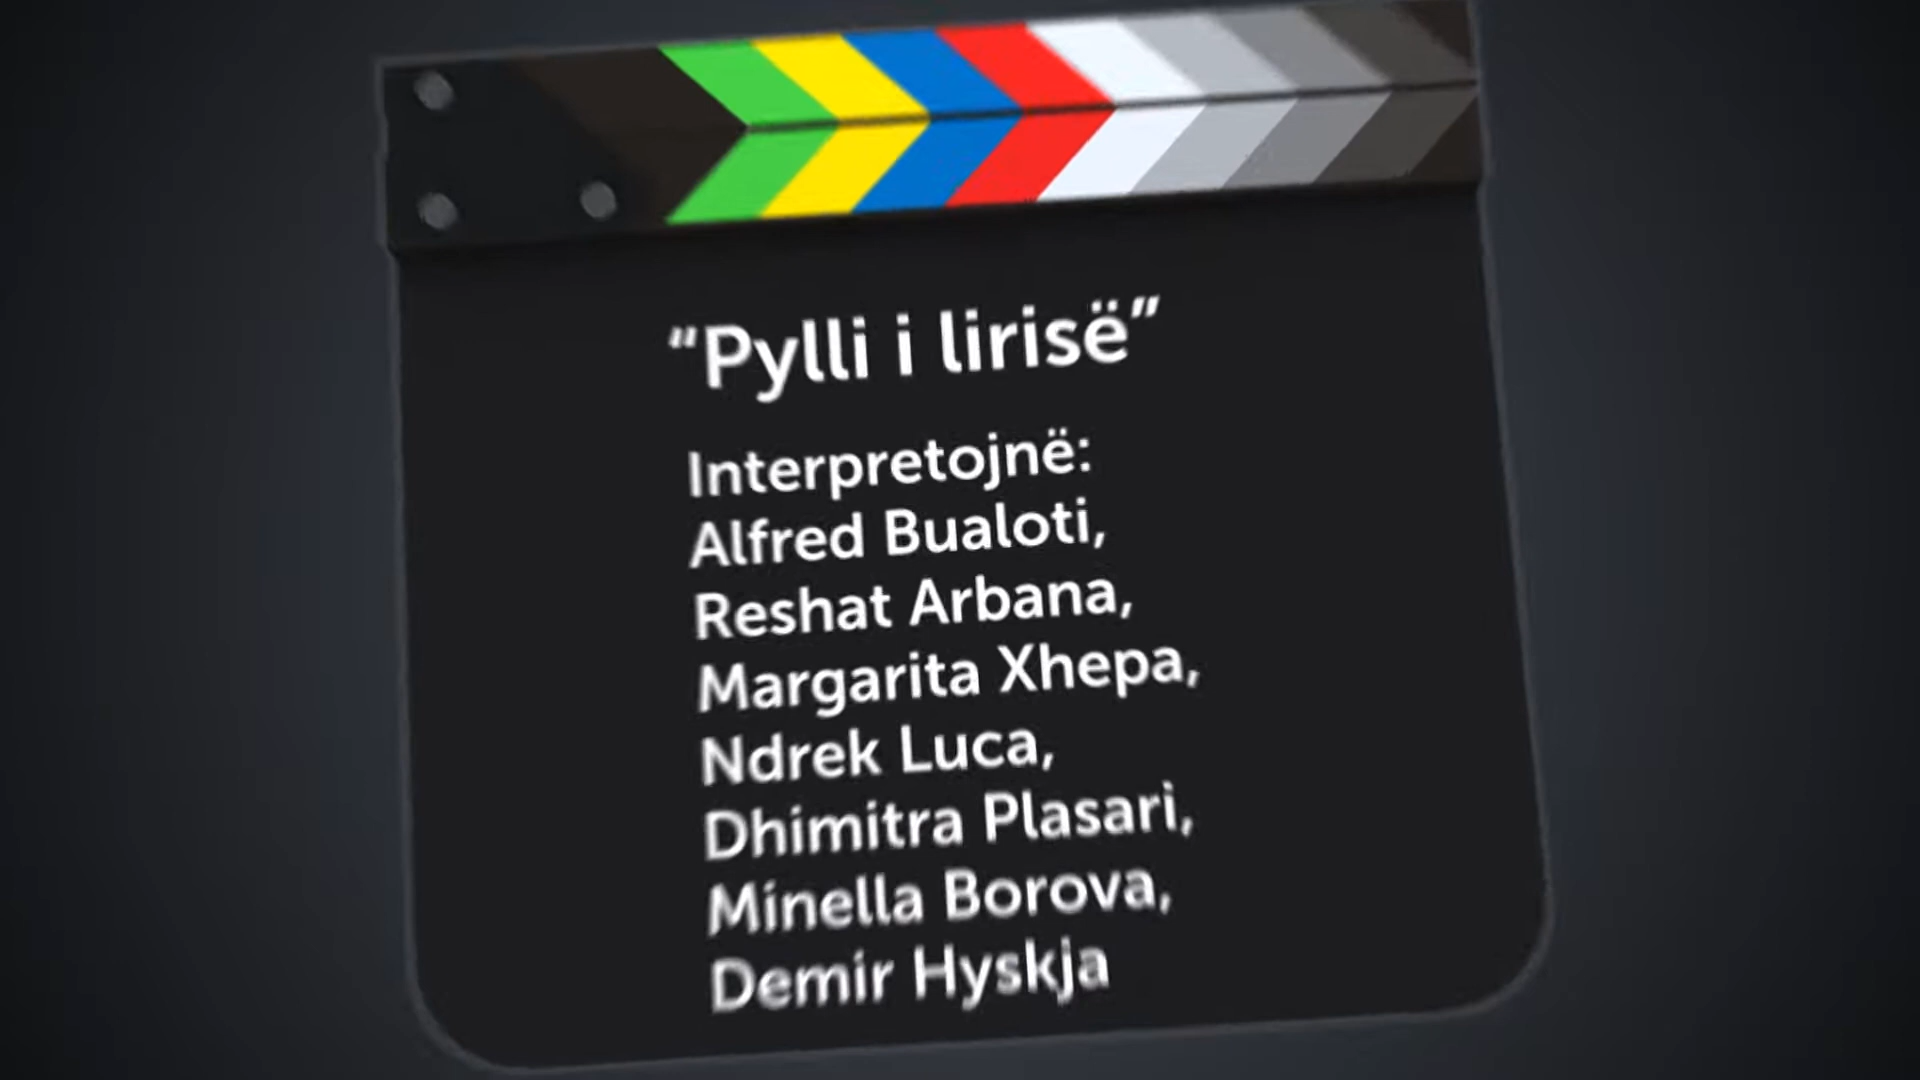 “Pylli i lirisë”
Interpretojnë:
Alfred Bualoti,
Reshat Arbana,
Margarita Xhepa,
Ndrek Luca,
Dhimitra Plasari,
Minella Borova,
Demir Hyskja